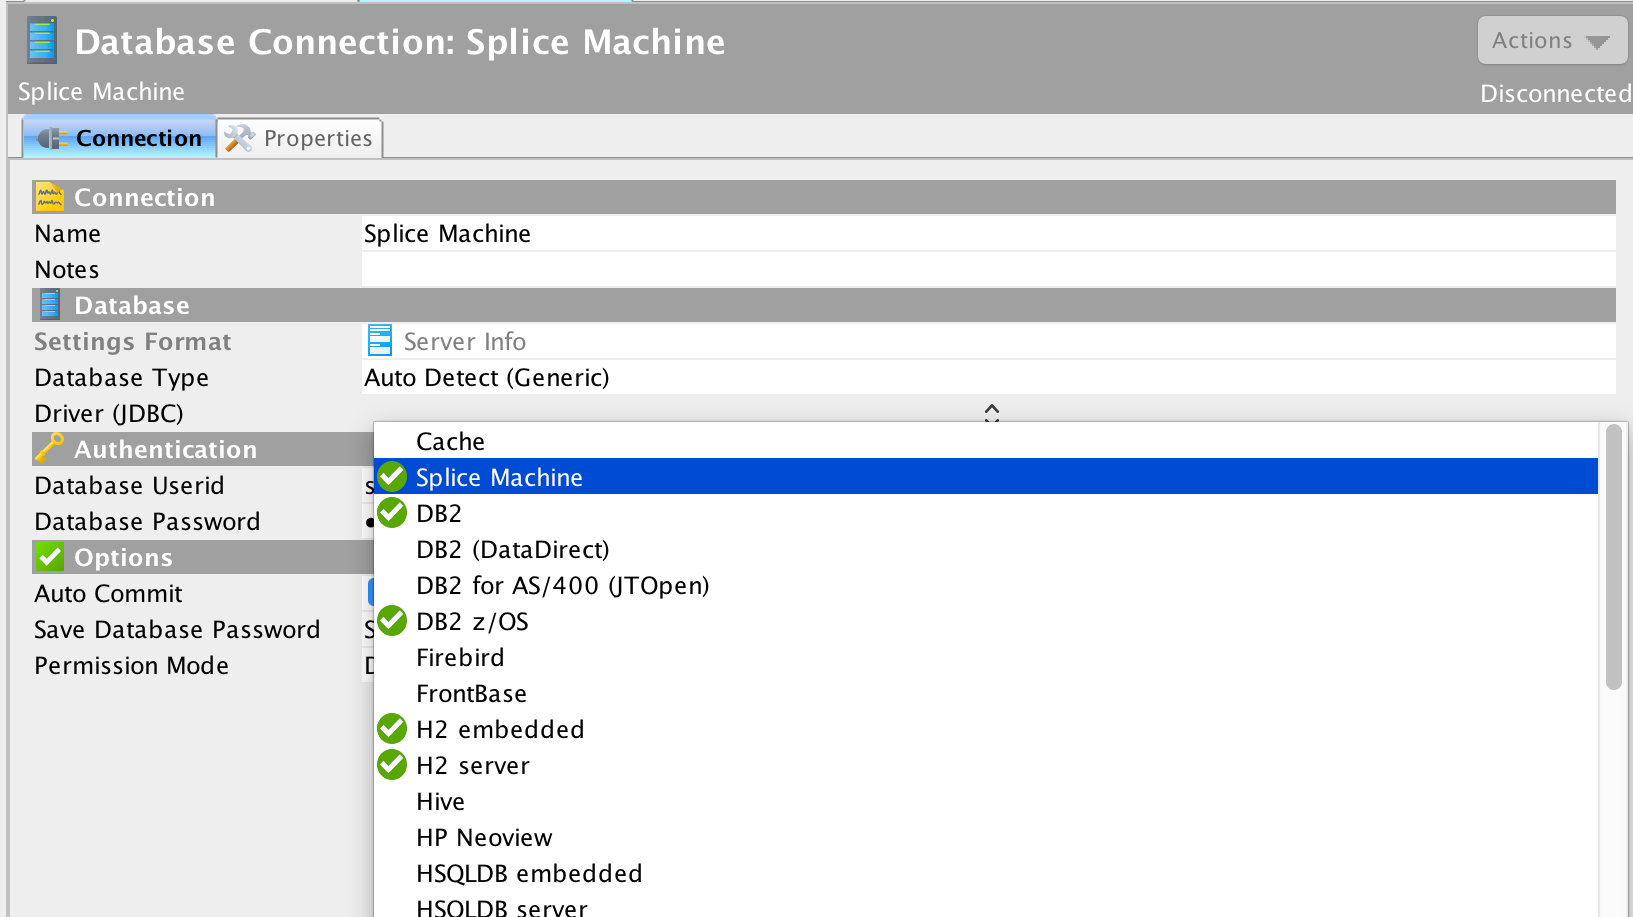 Database Connection: Splice Machine
Actions
Splice Machine
Disconnected
Connection
Properties
Connection
Name Splice Machine
Notes
Database
Settings Format Server Info
Database Type Auto Detect (Generic)
Driver (JDBC)
Cache
Authentication
Splice Machine
Database Userid s
DB2
Database Password
DB2 (DataDirect)
Options
DB2 for AS/400 (JTOpen)
Auto Commit
DB2 z/OS
Save Database Password S
Firebird
Permission Mode D
FrontBase
H2 embedded
H2 server
Hive
HP Neoview
HSQLDB embedded
HSQLDB server